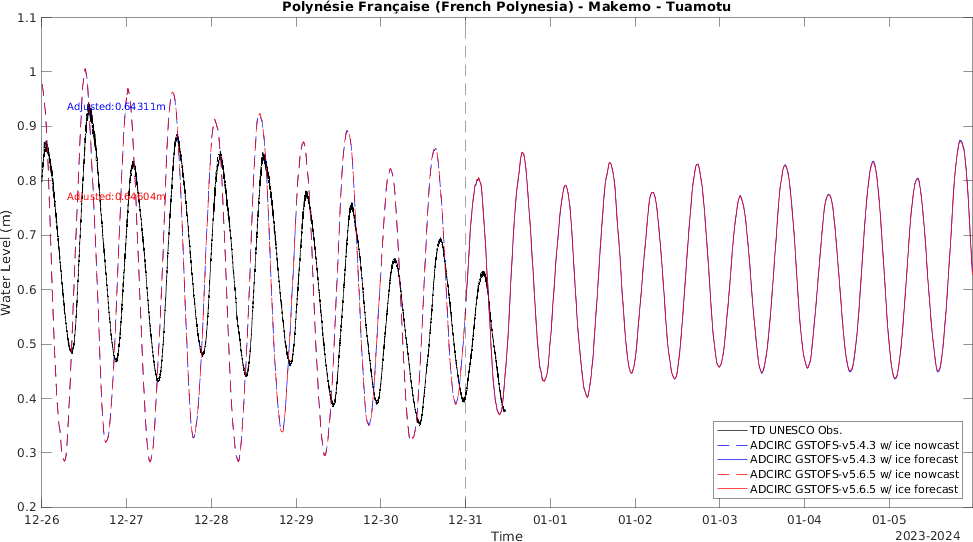 Polynésie Française (French Polynesia) - Makemo - Tuamotu
1.1
1
0.9
0.8
0.7
0.6
0.5
0.4
0.3
0.2
Water Level (m)
Adjusted:0.64311m
Adjusted:0.64604m
TD UNESCO Obs.
ADCIRC GSTOFS-v5.4.3 w/ ice nowcast
ADCIRC GSTOFS-v5.4.3 w/ ice forecast
ADCIRC GSTOFS-v5.6.5 w/ ice nowcast
ADCIRC GSTOFS-v5.6.5 w/ ice forecast
12-26 12-27 12-28 12-29 12-30 12-31 01-01 01-02 01-03 01-04 01-05
Time
2023-2024